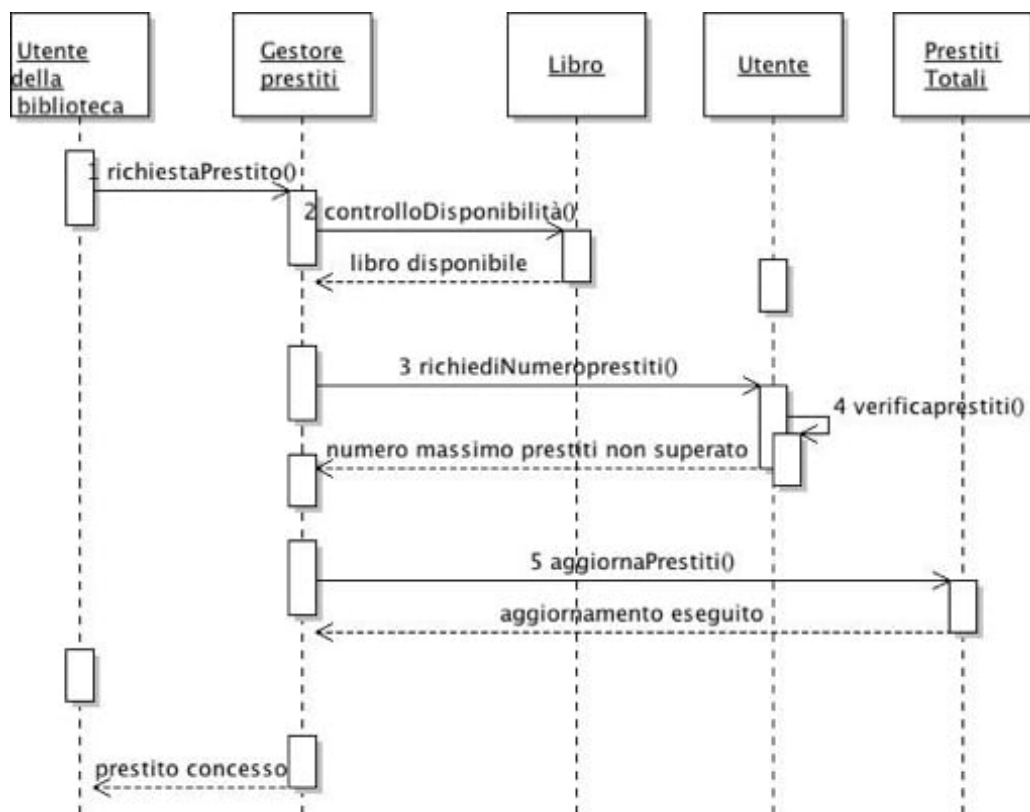 Utente
della
biblioteca
Gestore
prestiti
Libro
Utente
Prestiti
Totali
1 richiestaPrestito()
2 controlloDisponibilità()
libro disponibile
3 richiediNumeroprestiti()
4 verificaprestiti()
numero massimo prestiti non superato
5 aggiornaPrestiti()
aggiornamento eseguito
prestito concesso